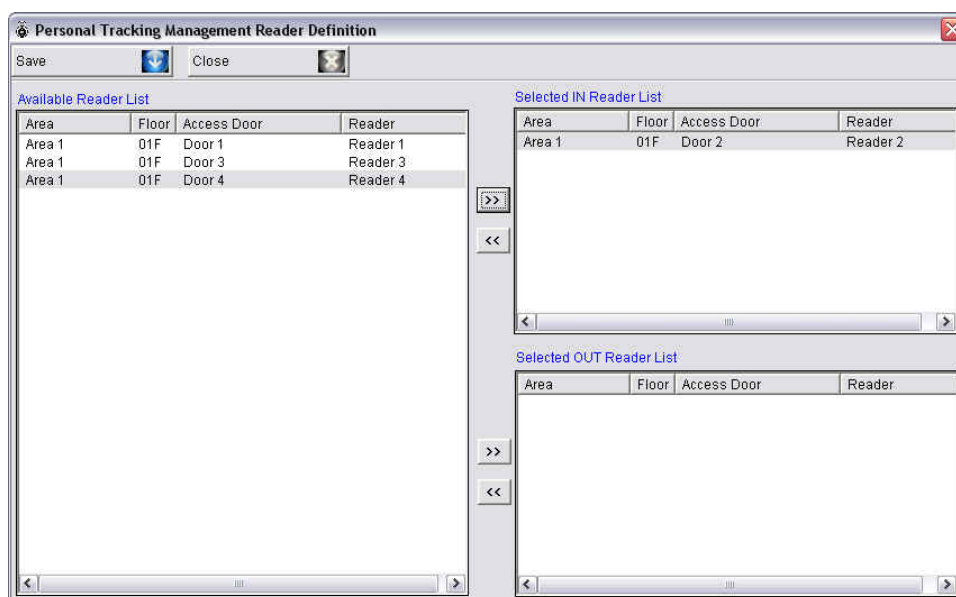 Personal Tracking Management Reader Definition
Save Close
Available Reader List
Area Floor Access Door Reader
Area 1 01F Door 1 Reader 1
Area 1 01F Door 3 Reader 3
Area 1 01F Door 4 Reader 4
>>
<<
Selected IN Reader List
Area Floor Access Door Reader
Area 1 01F Door 2 Reader 2
>>
<<
Selected OUT Reader List
Area Floor Access Door Reader